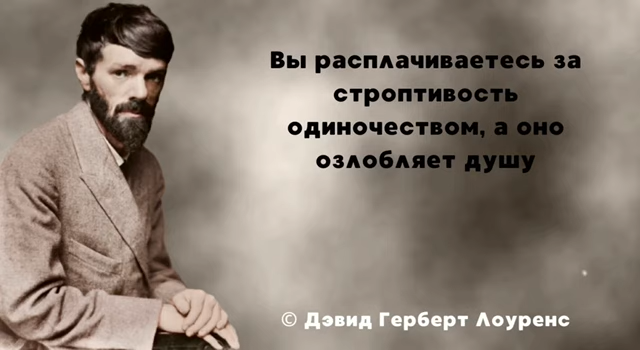 Вы расплачиваетесь за
строптивость
одиночеством, а оно
озлобляет душу
© Дэвид Герберт Лоуренс